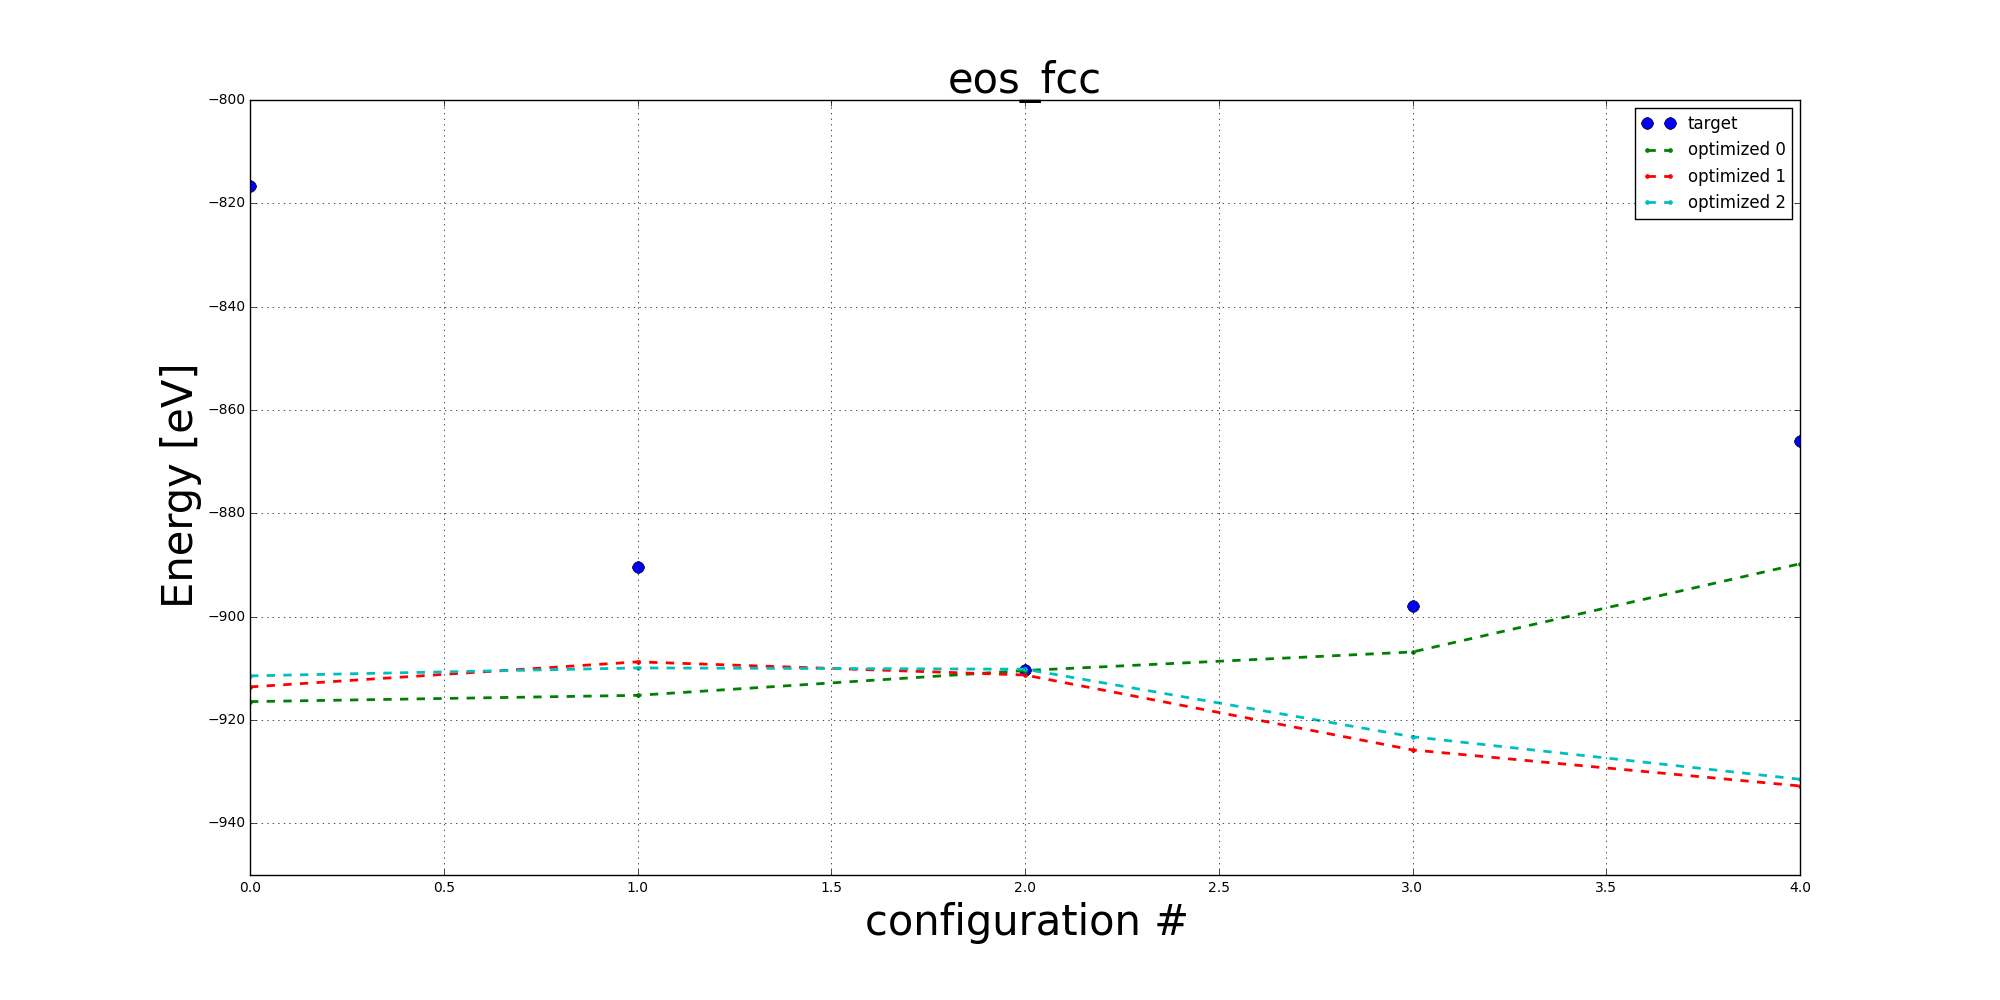 eos_fcc
−800
−820
−840
−860
−880
−900
−920
−940
Energy [eV]
target
optimized 0
optimized 1
optimized 2
0.0 0.5 1.0 1.5 2.0 2.5 3.0 3.5 4.0
configuration #